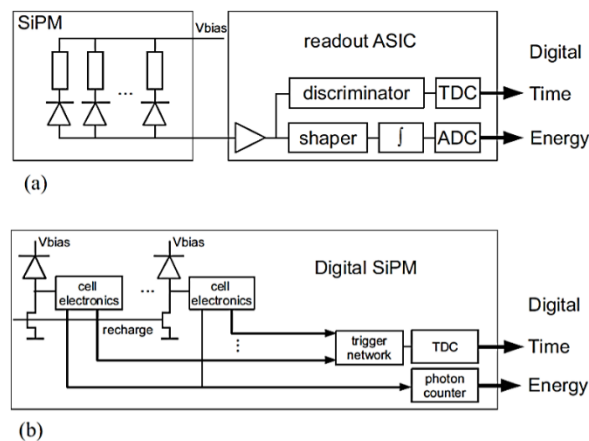 SiPM
Vbias
readout ASIC
Digital
...
discriminator
TDC
Time
shaper
∫
ADC
Energy
(a)
Vbias
Vbias
Digital SiPM
cell
electronics
...
cell
electronics
Digital
recharge
...
trigger
network
TDC
Time
photon
counter
Energy
(b)